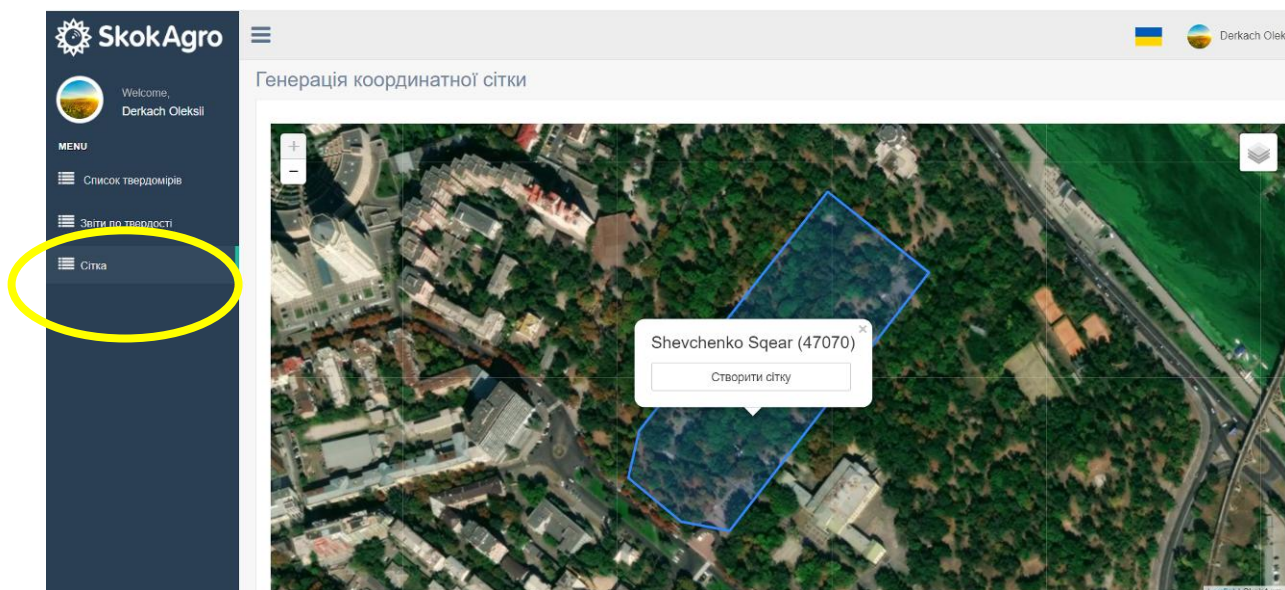 SkokAgro
Derkach Olek
Welcome,
Derkach Oleksii
Генерація координатної сітки
MENU
Список твердомірів
Звіти по твердості
Сітка
+
−
Shevchenko Sqear (47070)
×
Створити сітку